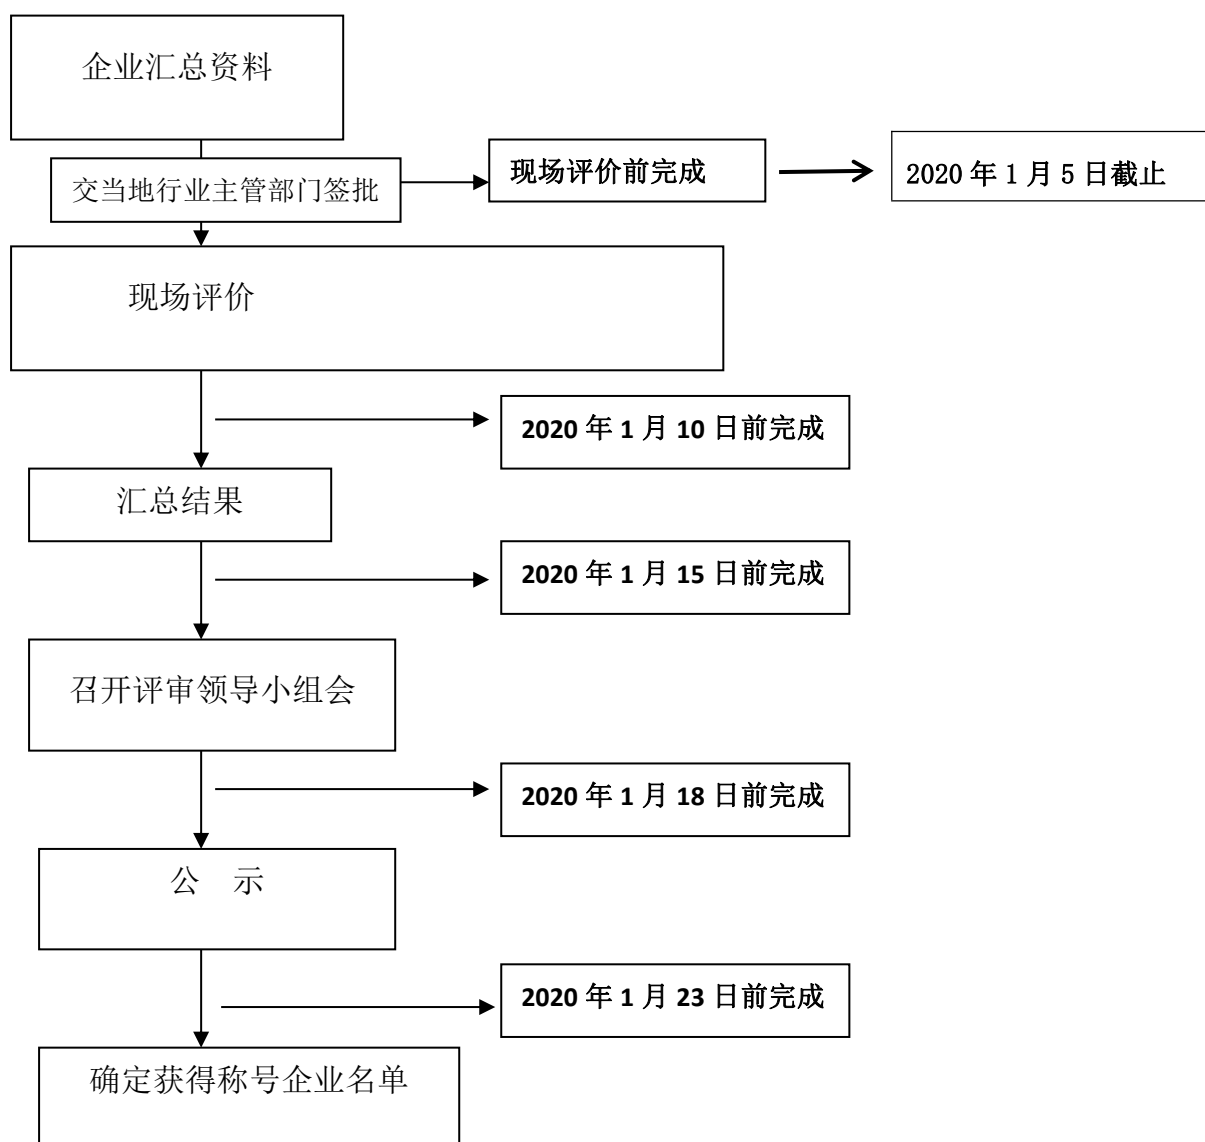 企业汇总资料
交当地行业主管部门签批
现场评价前完成
2020 年 1 月 5 日截止
现场评价
2020 年 1 月 10 日前完成
汇总结果
2020 年 1 月 15 日前完成
召开评审领导小组会
2020 年 1 月 18 日前完成
公 示
2020 年 1 月 23 日前完成
确定获得称号企业名单